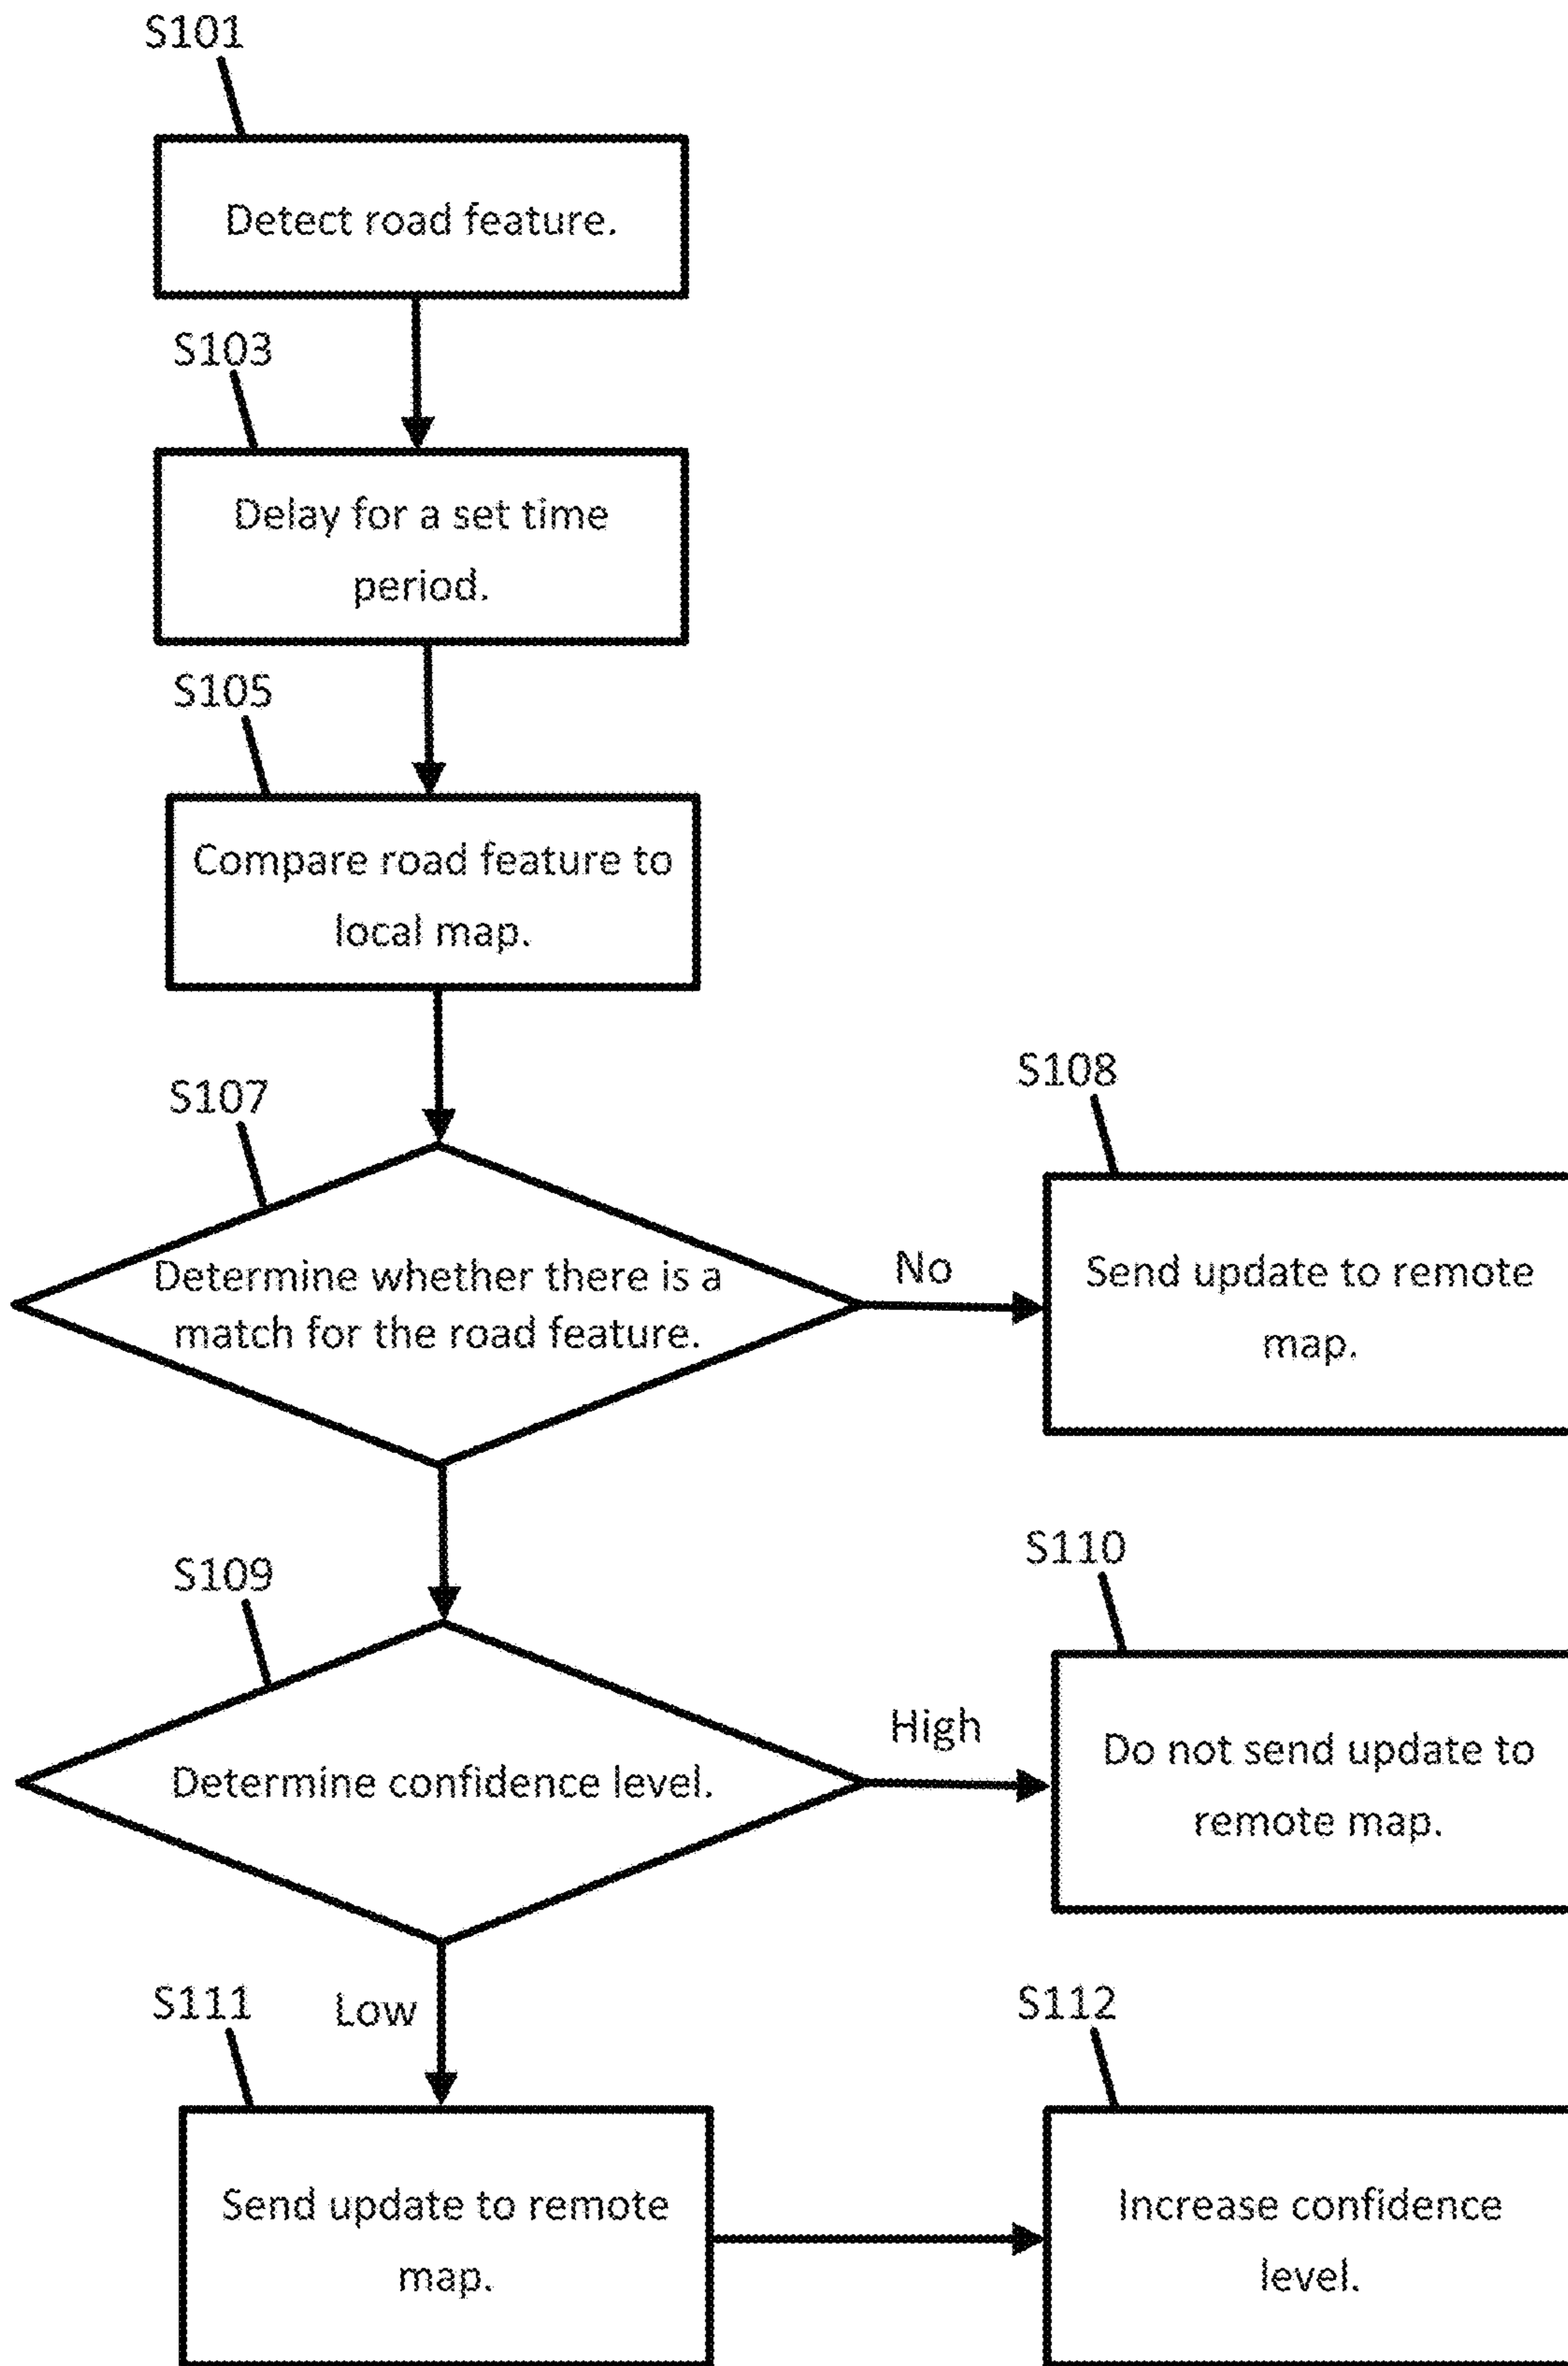 S101
Detect road feature.
S103
Delay for a set time
period.
S105
Compare road feature to
local map.
S107
Determine whether there is a
match for the road feature.
No
S108
Send update to remote
map.
S109
Determine confidence level.
High
S110
Do not send update to
remote map.
Low
S111
Send update to remote
map.
S112
Increase confidence
level.